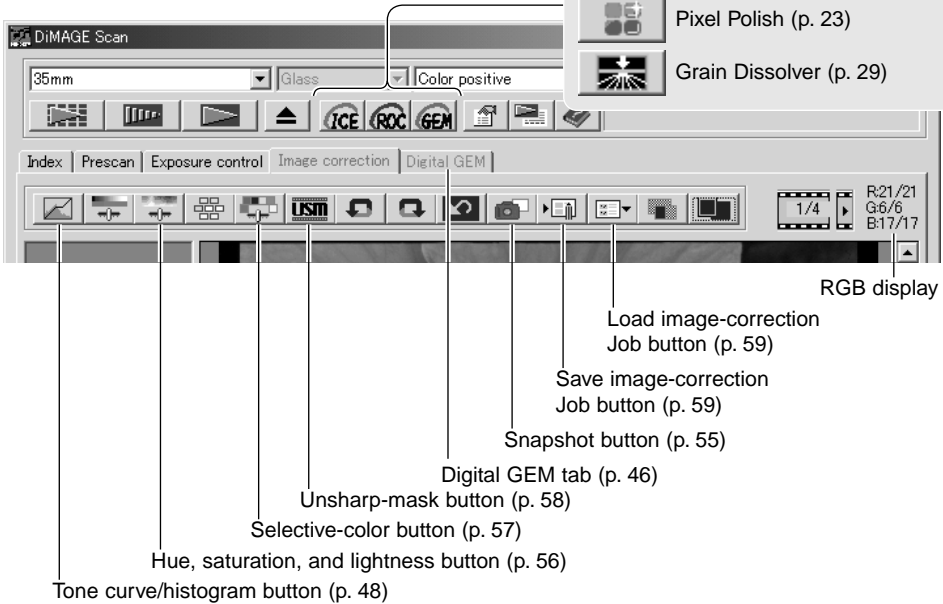 Pixel Polish (p. 23)
DiMAGE Scan
Grain Dissolver (p. 29)
35mm
Glass
Color positive
ICE ROC GEM
Index Prescan Exposure control Image correction Digital GEM
USM
1/4
R:21/21
G:6/6
B:17/17
RGB display
Load image-correction
Job button (p. 59)
Save image-correction
Job button (p. 59)
Snapshot button (p. 55)
Digital GEM tab (p. 46)
Unsharp-mask button (p. 58)
Selective-color button (p. 57)
Hue, saturation, and lightness button (p. 56)
Tone curve/histogram button (p. 48)